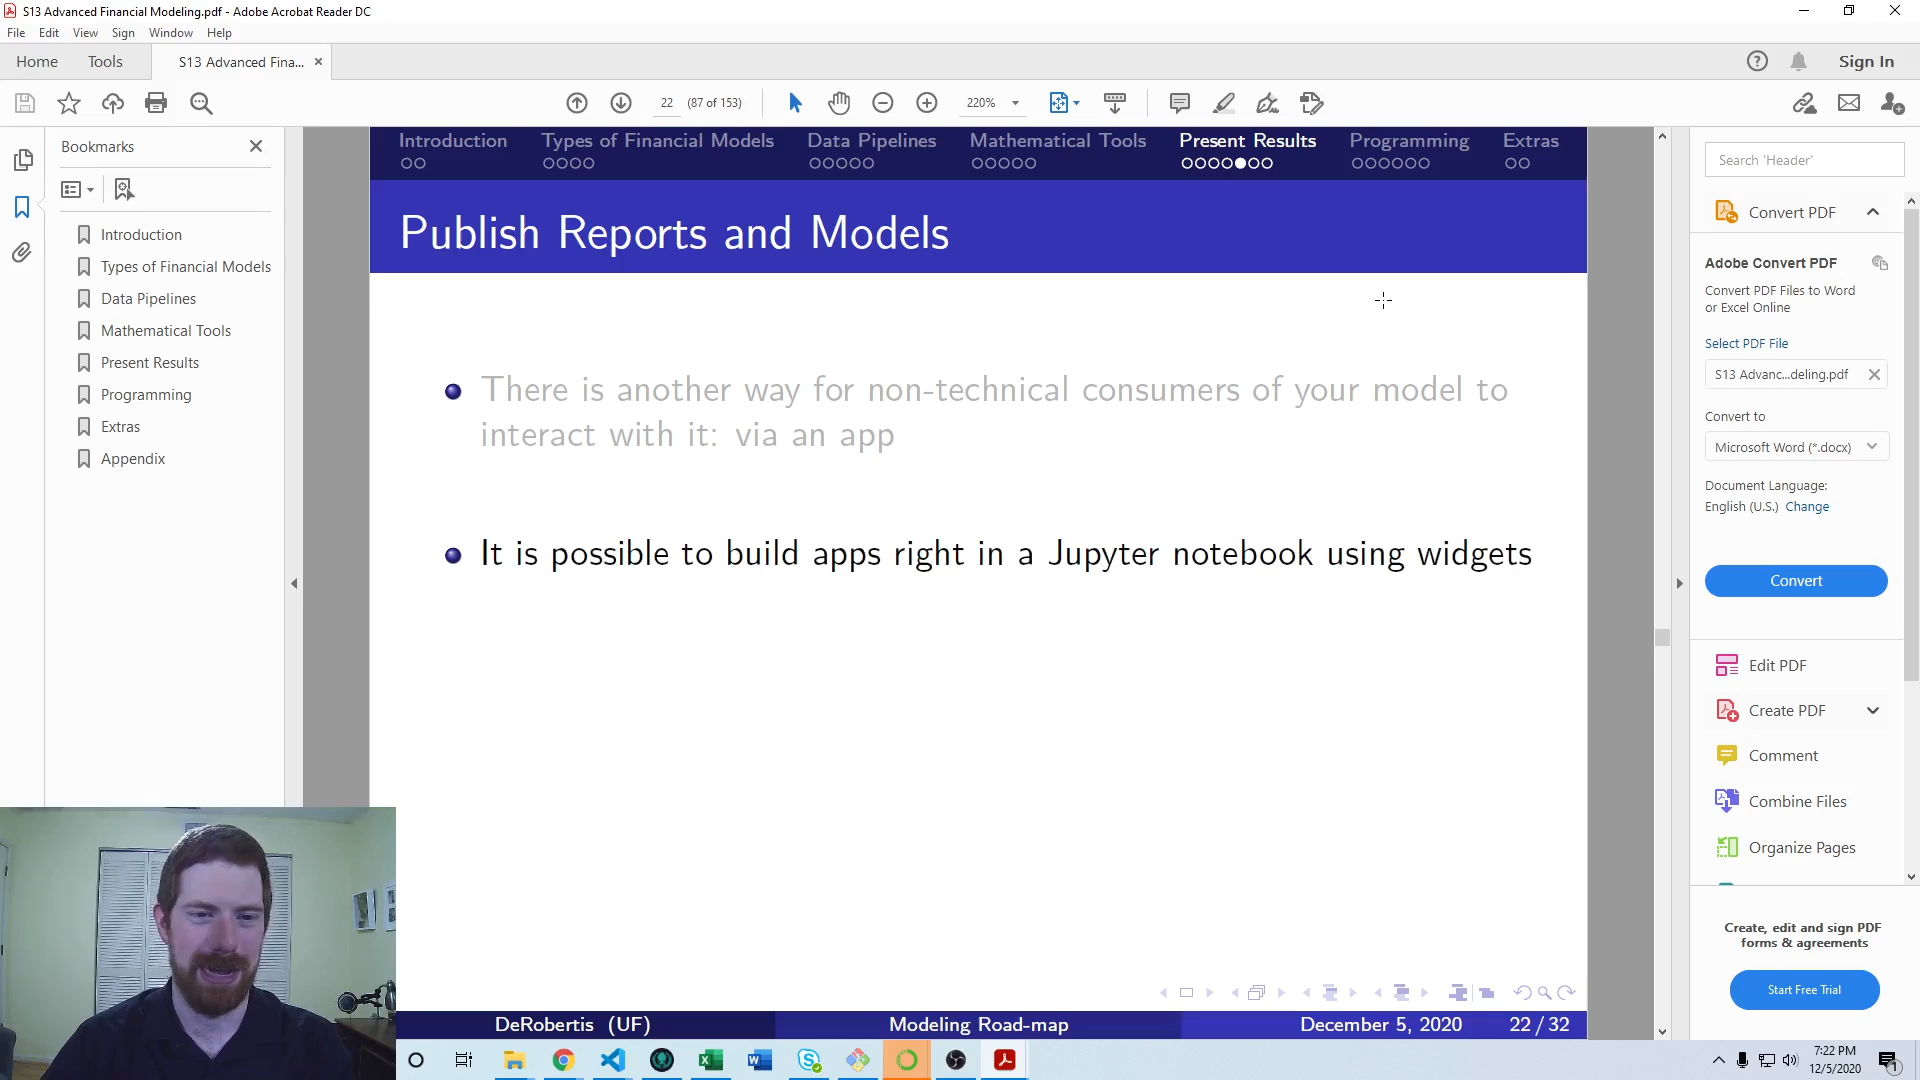 S13 Advanced Financial Modeling.pdf - Adobe Acrobat Reader DC
File Edit View Sign Window Help
Home Tools S13 Advanced Fina... Sign In
22 (87 of 153) 220%
Bookmarks
Introduction
Types of Financial Models
Data Pipelines
Mathematical Tools
Present Results
Programming
Extras
Appendix
Introduction Types of Financial Models Data Pipelines Mathematical Tools Present Results Programming Extras
Publish Reports and Models
There is another way for non-technical consumers of your model to
interact with it: via an app
It is possible to build apps right in a Jupyter notebook using widgets
DeRobertis (UF) Modeling Road-map December 5, 2020 22 / 32
Search 'Header'
Convert PDF
Adobe Convert PDF
Convert PDF Files to Word
or Excel Online
Select PDF File
S13 Advanc...deling.pdf
Convert to
Microsoft Word (*.docx)
Document Language:
English (U.S.) Change
Convert
Edit PDF
Create PDF
Comment
Combine Files
Organize Pages
Create, edit and sign PDF
forms & agreements
Start Free Trial
7:22 PM
12/5/2020
1